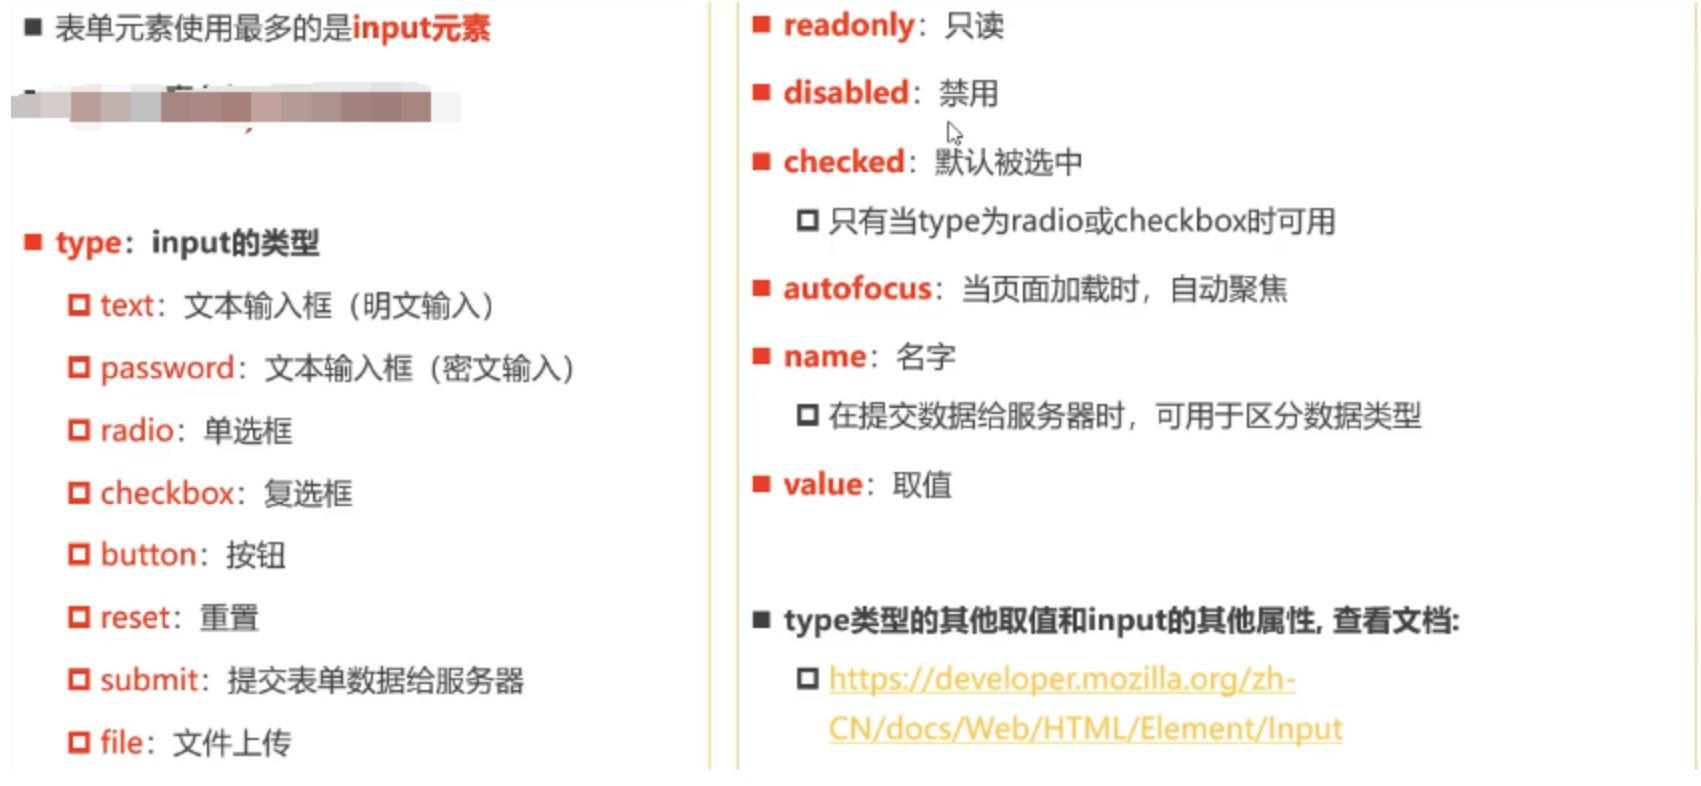 表单元素使用最多的是input元素
type：input的类型
text：文本输入框（明文输入）
password：文本输入框（密文输入）
radio：单选框
checkbox：复选框
button：按钮
reset：重置
submit：提交表单数据给服务器
file：文件上传
readonly：只读
disabled：禁用
checked：默认被选中
只有当type为radio或checkbox时可用
autofocus：当页面加载时，自动聚焦
name：名字
在提交数据给服务器时，可用于区分数据类型
value：取值
type类型的其他取值和input的其他属性, 查看文档:
https://developer.mozilla.org/zh-
CN/docs/Web/HTML/Element/Input